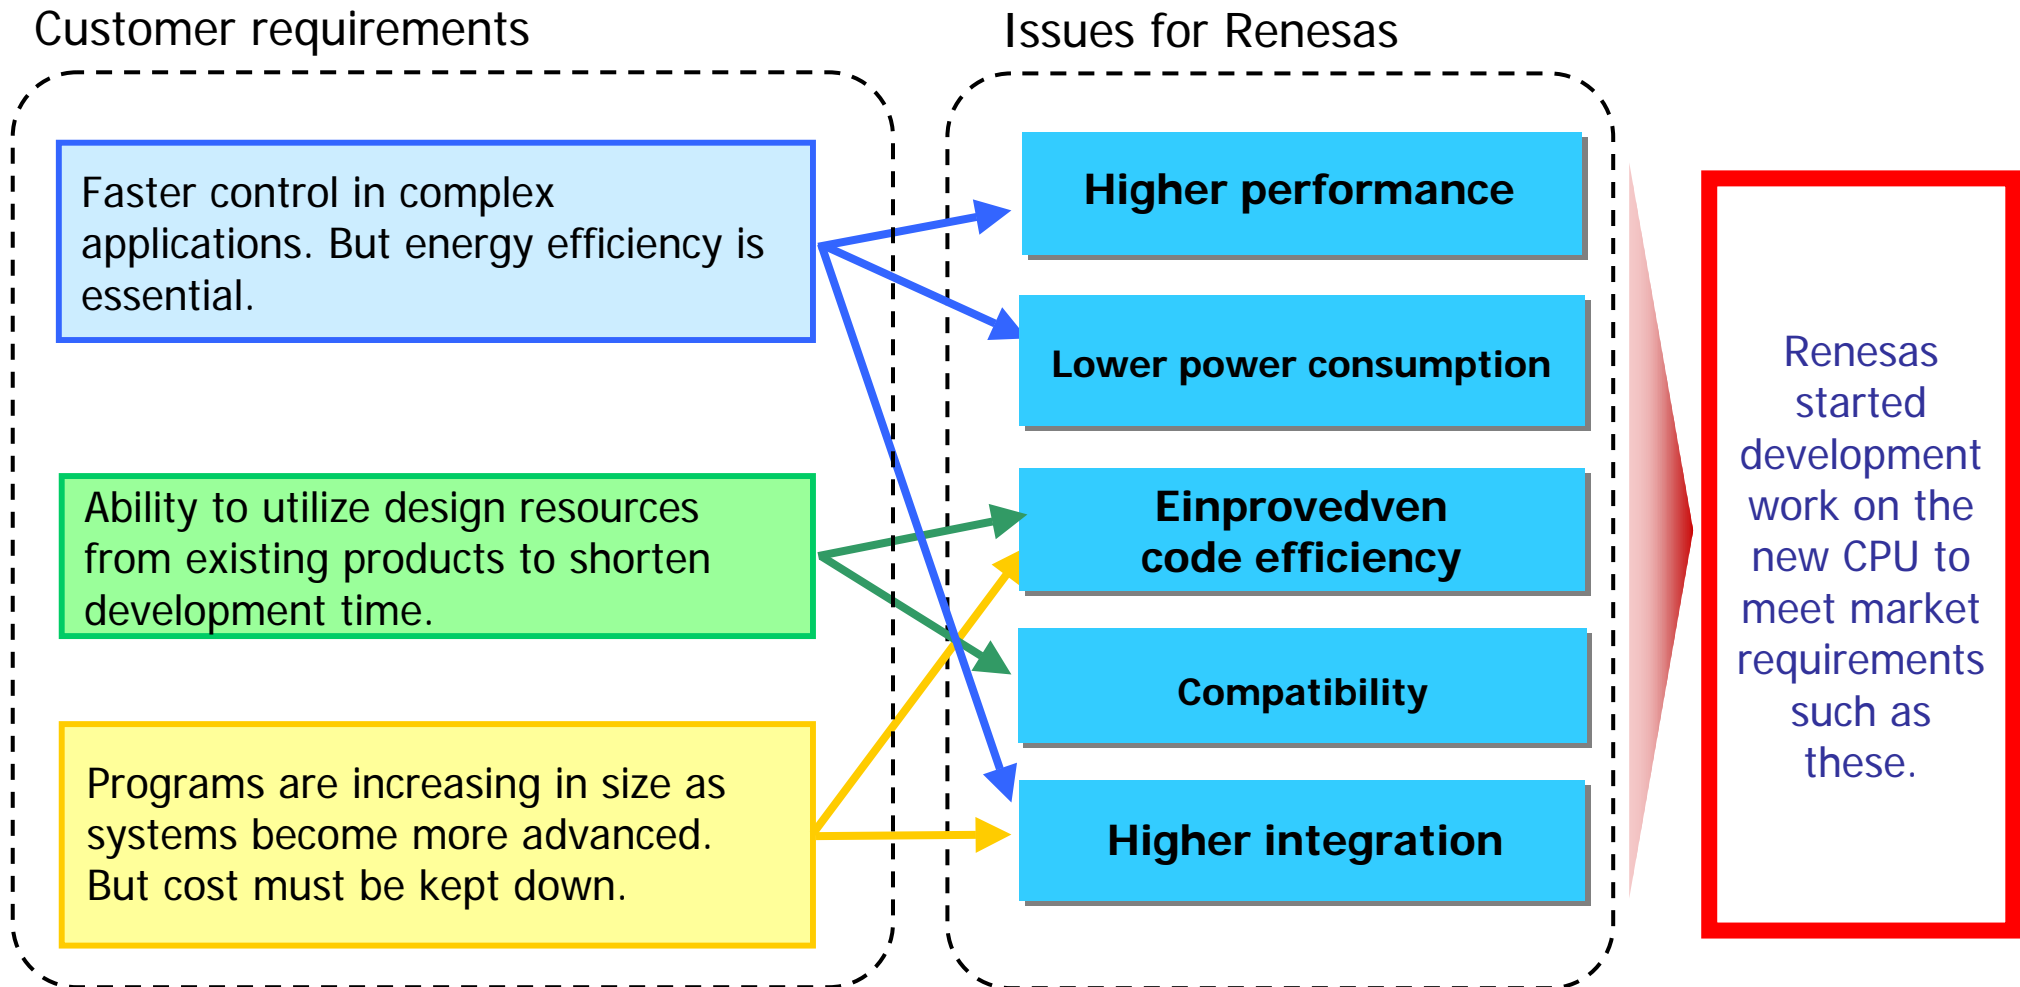 Customer requirements
Faster control in complex
applications. But energy efficiency is
essential.
Ability to utilize design resources
from existing products to shorten
development time.
Programs are increasing in size as
systems become more advanced.
But cost must be kept down.
Issues for Renesas
Higher performance
Lower power consumption
Einprovedven
code efficiency
Compatibility
Higher integration
Renesas
started
development
work on the
new CPU to
meet market
requirements
such as
these.